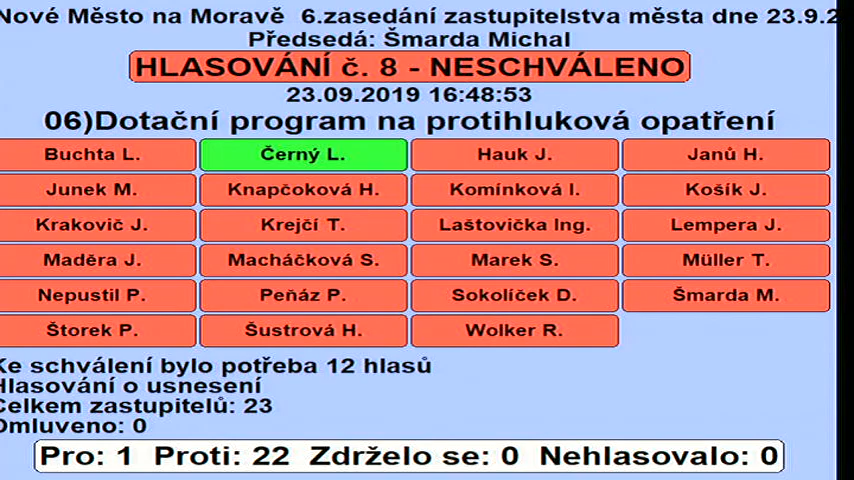 Nové Město na Moravě 6.zasedání zastupitelstva města dne 23.9.2
Předsedá: Šmarda Michal
HLASOVÁNÍ č. 8 - NESCHVÁLENO
23.09.2019 16:48:53
06)Dotační program na protihluková opatření
Buchta L. Černý L. Hauk J. Janů H.
Junek M. Knapčoková H. Komínková I. Košík J.
Krakovič J. Krejčí T. Laštovička Ing. Lempera J.
Maděra J. Macháčková S. Marek S. Müller T.
Nepustil P. Peňáz P. Sokolíček D. Šmarda M.
Štorek P. Šustrová H. Wolker R.
Ke schválení bylo potřeba 12 hlasů
Hlasování o usnesení
Celkem zastupitelů: 23
Omluveno: 0
Pro: 1 Proti: 22 Zdrželo se: 0 Nehlasovalo: 0